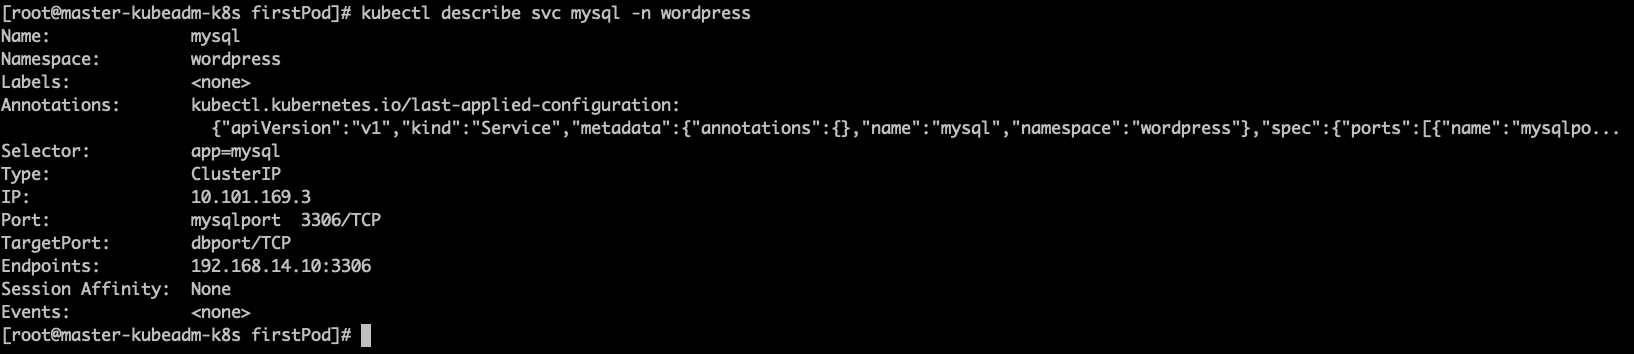 [root@master-kubeadm-k8s firstPod]# kubectl describe svc mysql -n wordpress
Name:              mysql
Namespace:         wordpress
Labels:            <none>
Annotations:       kubectl.kubernetes.io/last-applied-configuration:
                     {"apiVersion":"v1","kind":"Service","metadata":{"annotations":{},"name":"mysql","namespace":"wordpress"},"spec":{"ports":[{"name":"mysqlpo...
Selector:          app=mysql
Type:              ClusterIP
IP:                10.101.169.3
Port:              mysqlport  3306/TCP
TargetPort:        dbport/TCP
Endpoints:         192.168.14.10:3306
Session Affinity:  None
Events:            <none>
[root@master-kubeadm-k8s firstPod]#